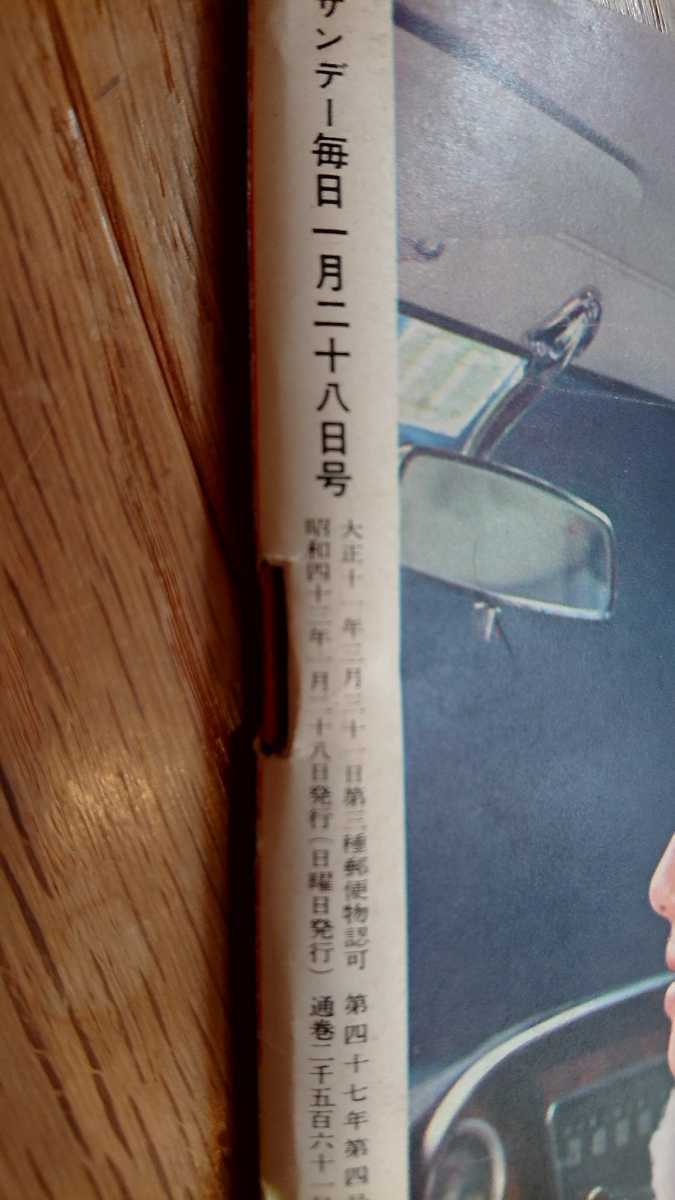 サンデー毎日一月二十八日号
大正十一年三月三十一日第三種郵便物認可 第四十七年第四
昭和四十三年一月二十八日発行(日曜日発行) 通巻二千五百六十一